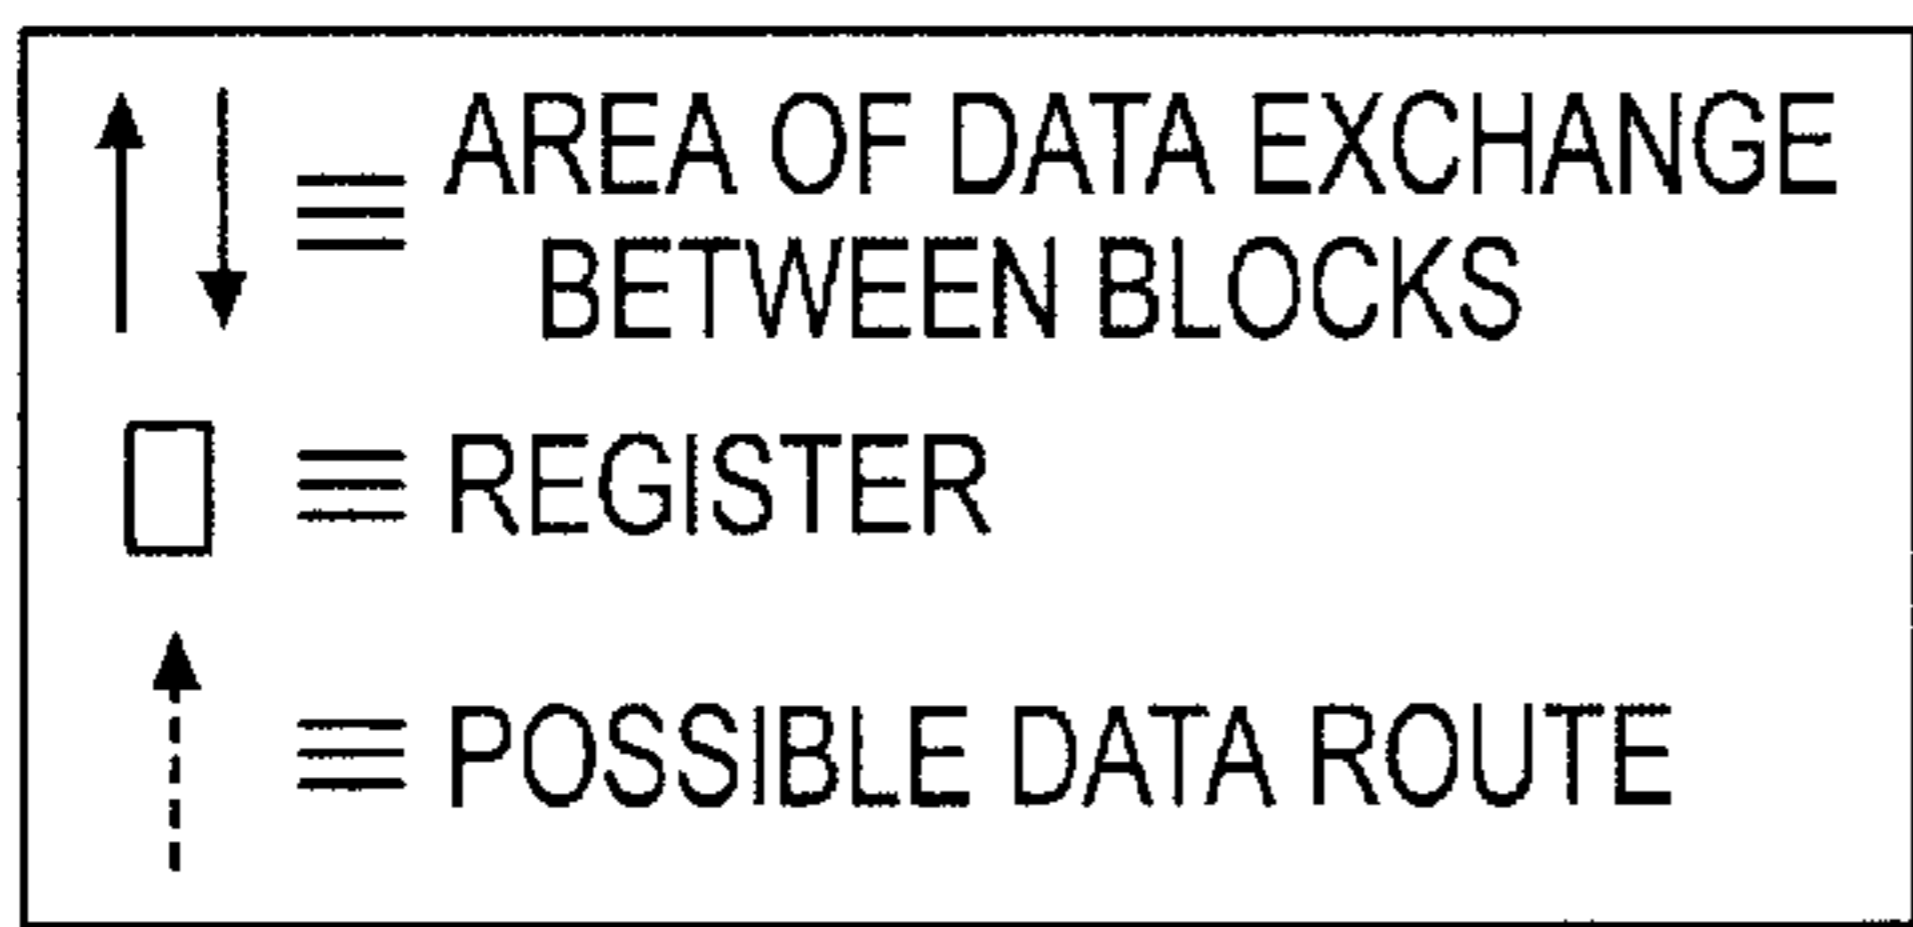 ≡ AREA OF DATA EXCHANGE
BETWEEN BLOCKS
≡ REGISTER
≡ POSSIBLE DATA ROUTE